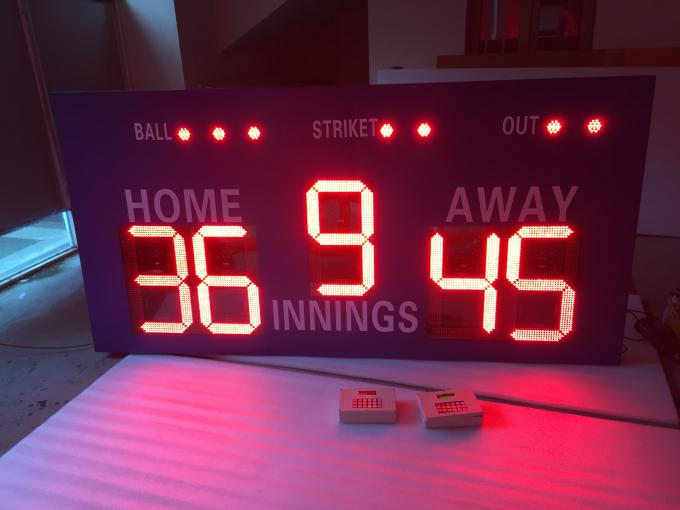 BALL STRIKET OUT
HOME 9 AWAY
36 45
INNINGS